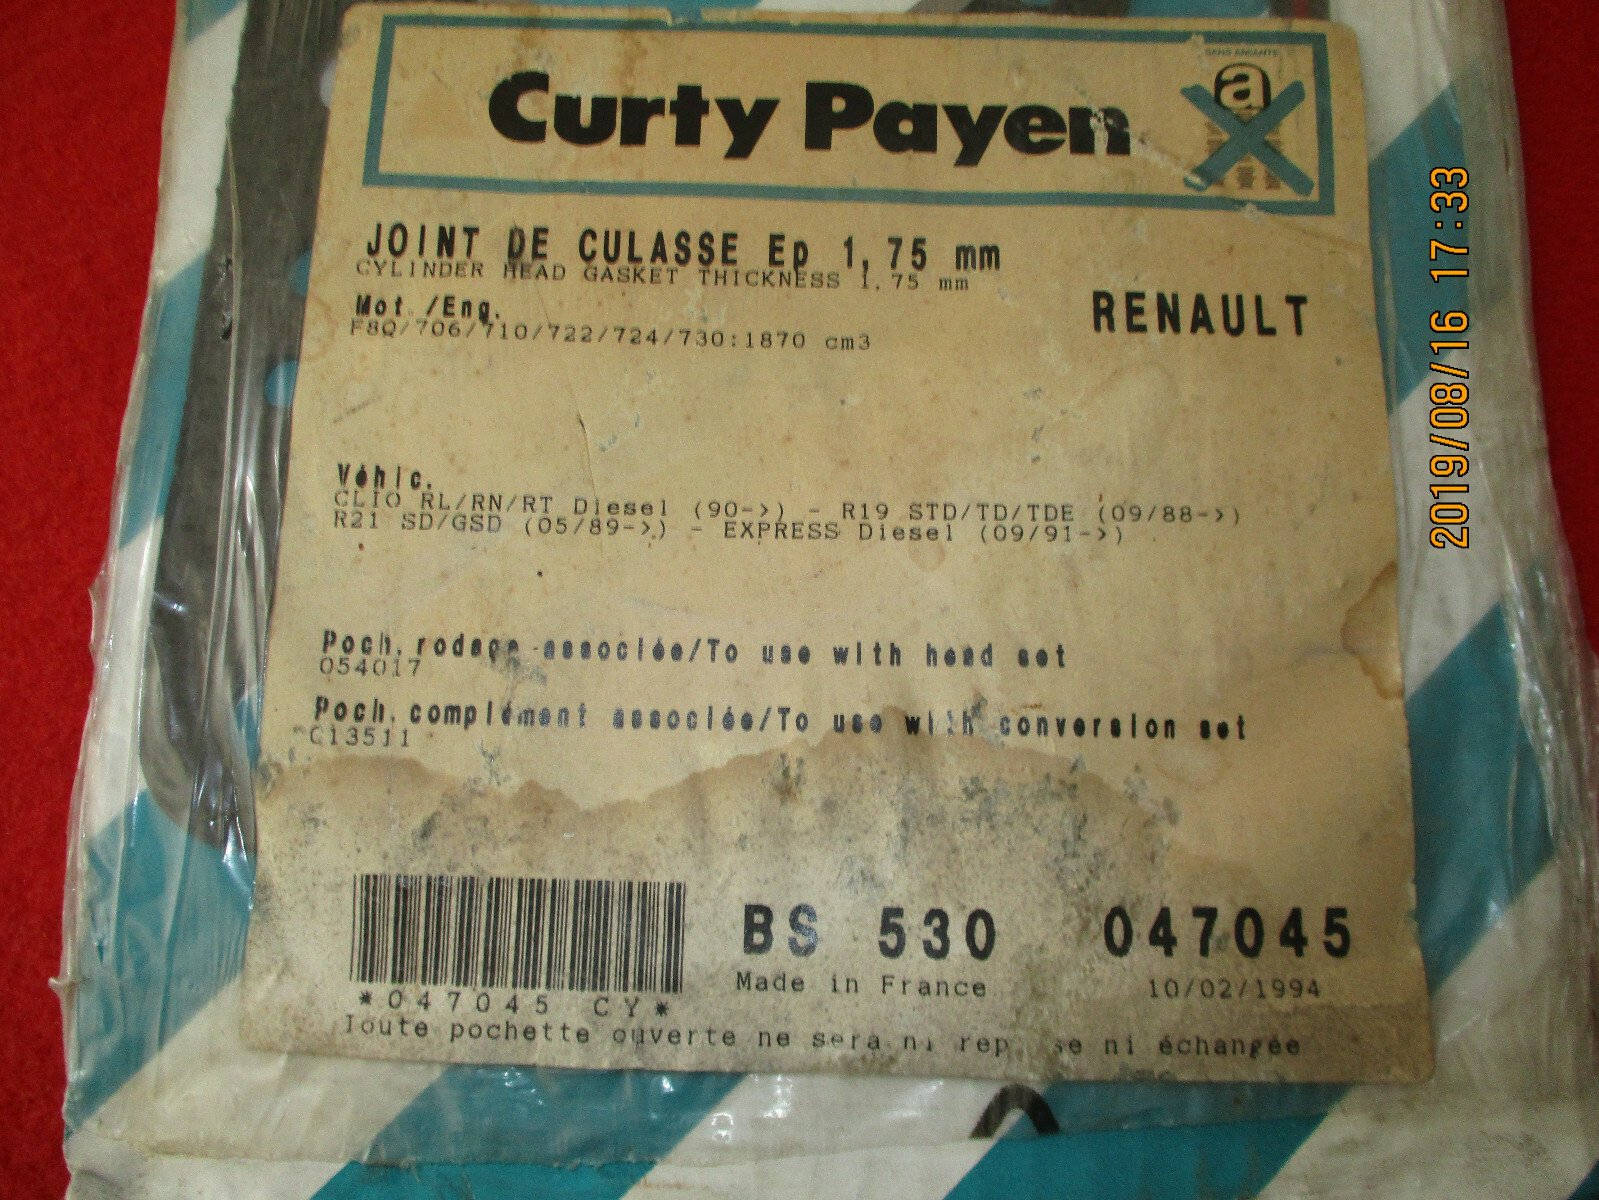 SANS AMIANTE
a
Curty Payen
JOINT DE CULASSE Ep 1,75 mm
CYLINDER HEAD GASKET THICKNESS 1,75 mm
Mot./Eng.
RENAULT
F8Q/706/710/722/724/730:1870 cm3
Véhic.
CLIO RL/RN/RT Diesel (90->) - R19 STD/TD/TDE (09/88->)
R21 SD/GSD (05/89->) - EXPRESS Diesel (09/91->)
Poch. rodage associée/To use with head set
054017
Poch. complément associée/To use with conversion set
C13511
BS 530 047045
Made in France 10/02/1994
*047045 CY*
Toute pochette ouverte ne sera ni rep se ni échangée
2019/08/16 17:33